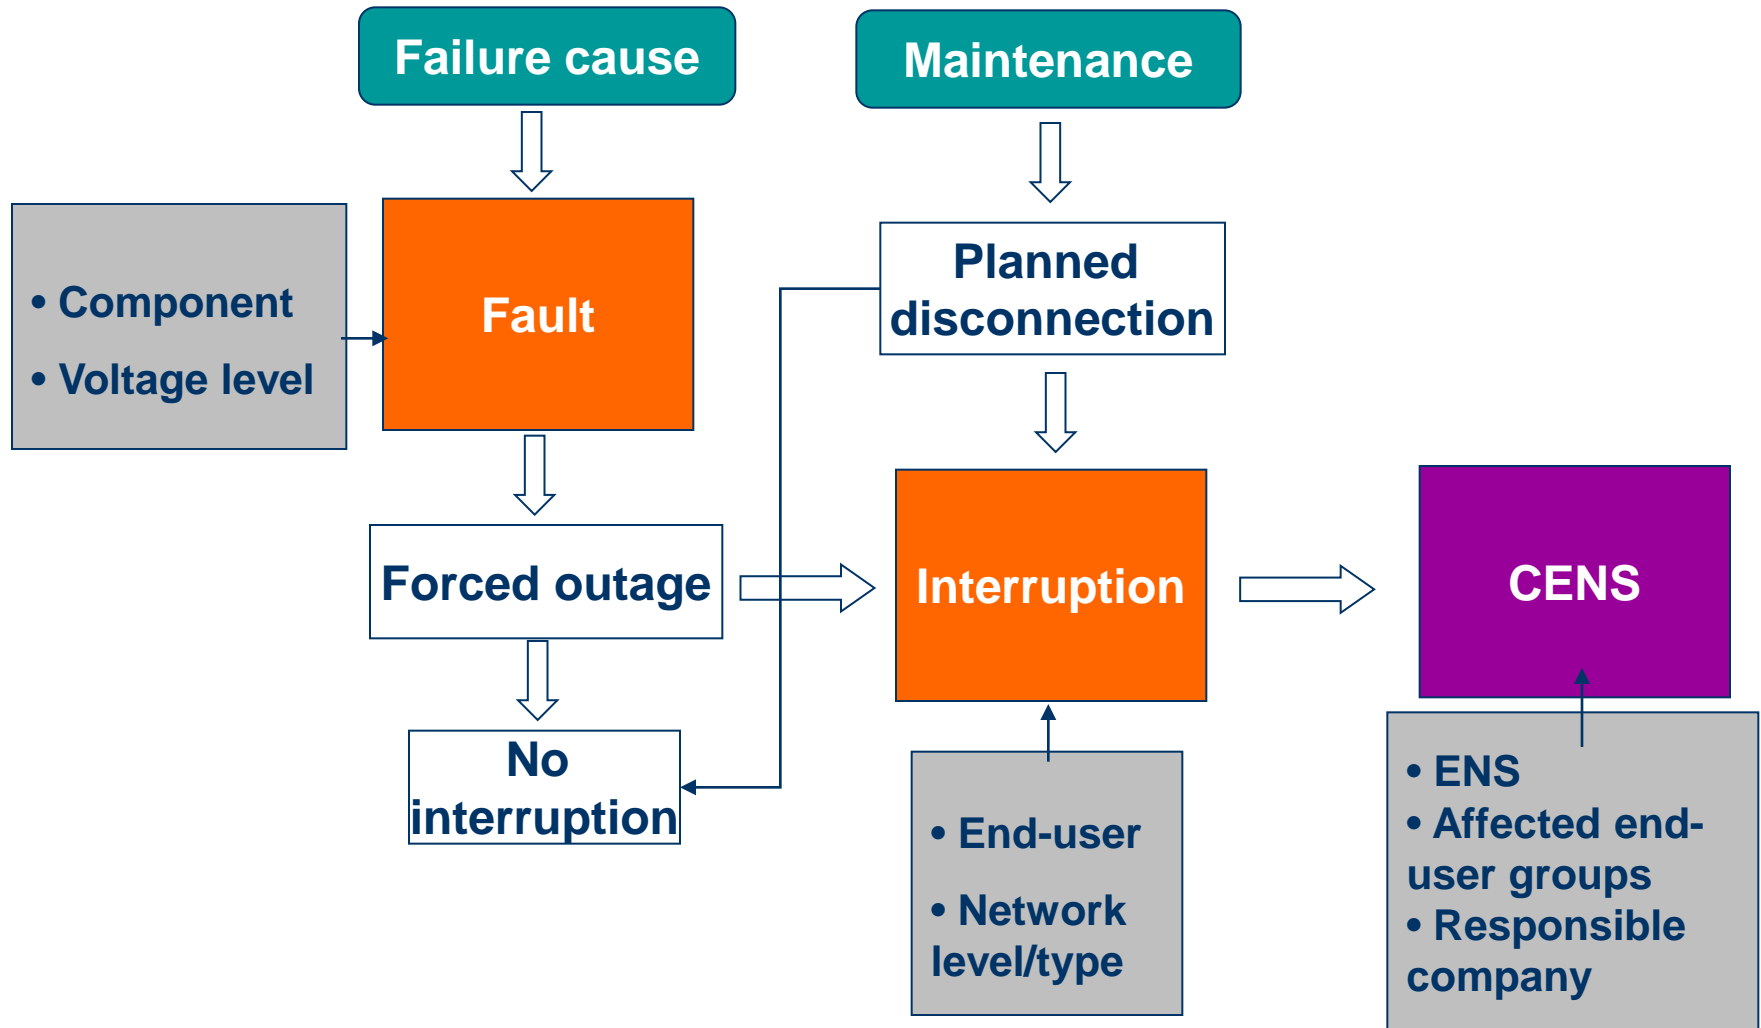 Failure cause
Maintenance
• Component
• Voltage level
Fault
Planned
disconnection
Forced outage
Interruption
CENS
No
interruption
• End-user
• Network
level/type
• ENS
• Affected end-
user groups
• Responsible
company